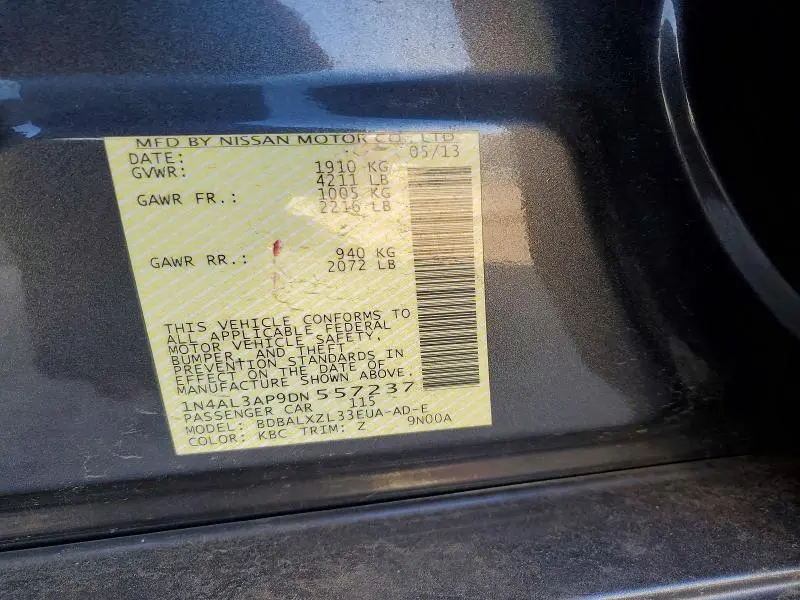 MFD BY NISSAN MOTOR CO., LTD.
DATE: 05/13
GVWR: 1910 KG
4211 LB
GAWR FR.: 1005 KG
2216 LB
GAWR RR.: 940 KG
2072 LB
THIS VEHICLE CONFORMS TO
ALL APPLICABLE FEDERAL
MOTOR VEHICLE SAFETY,
BUMPER, AND THEFT
PREVENTION STANDARDS IN
EFFECT ON THE DATE OF
MANUFACTURE SHOWN ABOVE.
1N4AL3AP9DN557237
PASSENGER CAR 115
MODEL: BDBALXZL33EUA-AD-E
COLOR: KBC TRIM: Z 9N00A